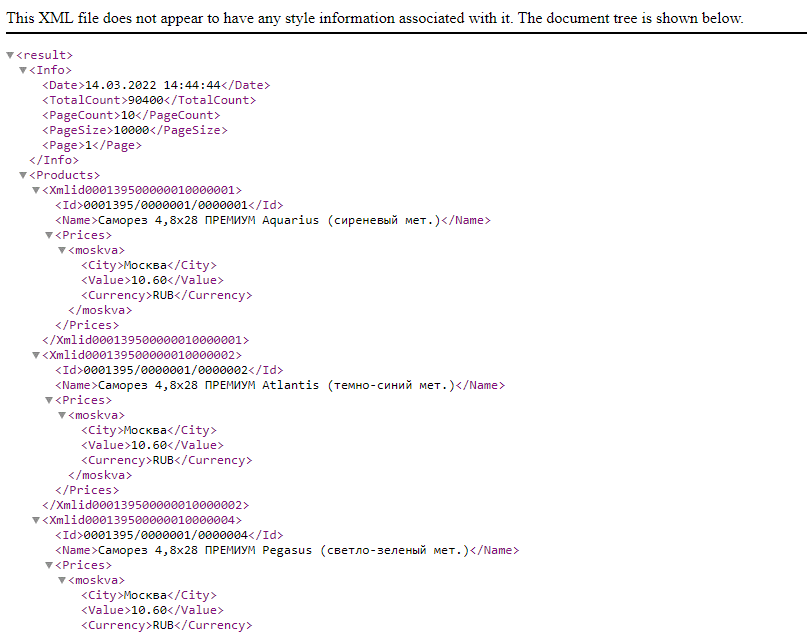 This XML file does not appear to have any style information associated with it. The document tree is shown below.
▼<result>
▼<Info>
<Date>14.03.2022 14:44:44</Date>
<TotalCount>90400</TotalCount>
<PageCount>10</PageCount>
<PageSize>10000</PageSize>
<Page>1</Page>
</Info>
▼<Products>
▼<Xmlid000139500000010000001>
<Id>0001395/0000001/0000001</Id>
<Name>Саморез 4,8х28 ПРЕМИУМ Aquarius (сиреневый мет.)</Name>
▼<Prices>
▼<moskva>
<City>Москва</City>
<Value>10.60</Value>
<Currency>RUB</Currency>
</moskva>
</Prices>
</Xmlid000139500000010000001>
▼<Xmlid000139500000010000002>
<Id>0001395/0000001/0000002</Id>
<Name>Саморез 4,8х28 ПРЕМИУМ Atlantis (темно-синий мет.)</Name>
▼<Prices>
▼<moskva>
<City>Москва</City>
<Value>10.60</Value>
<Currency>RUB</Currency>
</moskva>
</Prices>
</Xmlid000139500000010000002>
▼<Xmlid000139500000010000004>
<Id>0001395/0000001/0000004</Id>
<Name>Саморез 4,8х28 ПРЕМИУМ Pegasus (светло-зеленый мет.)</Name>
▼<Prices>
▼<moskva>
<City>Москва</City>
<Value>10.60</Value>
<Currency>RUB</Currency>